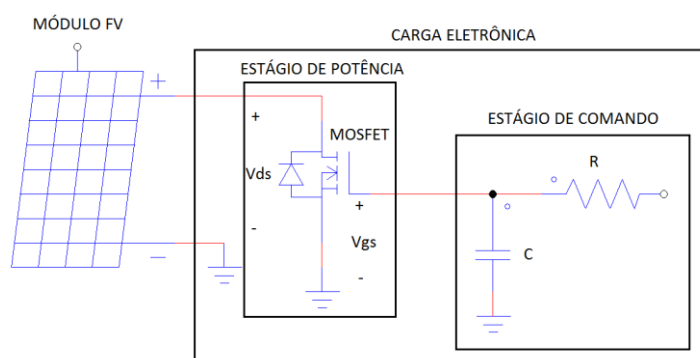 MÓDULO FV
CARGA ELETRÔNICA
ESTÁGIO DE POTÊNCIA
ESTÁGIO DE COMANDO
+
+
MOSFET
R
Vds
+
-
Vgs
C
-
-